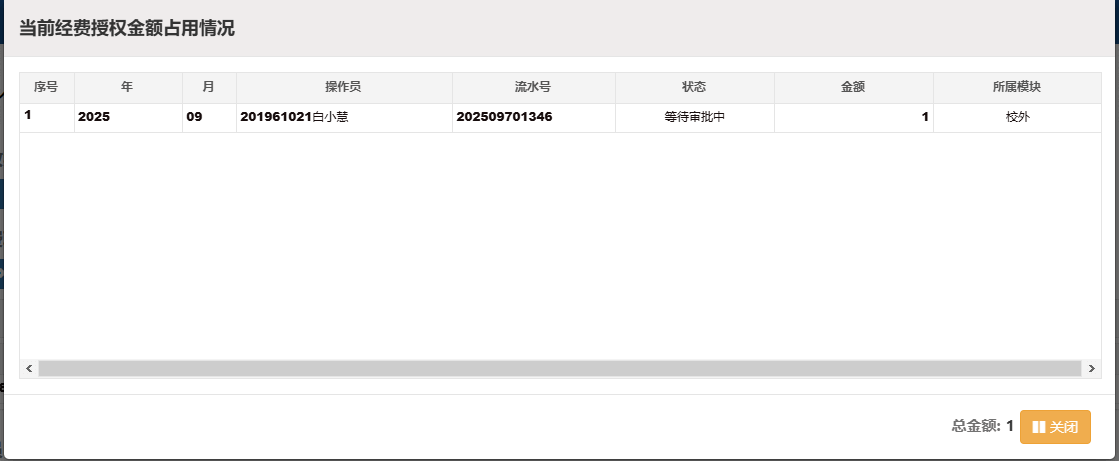 当前经费授权金额占用情况
序号 年 月 操作员 流水号 状态 金额 所属模块
1 2025 09 201961021白小慧 202509701346 等待审批中 1 校外
总金额: 1 关闭